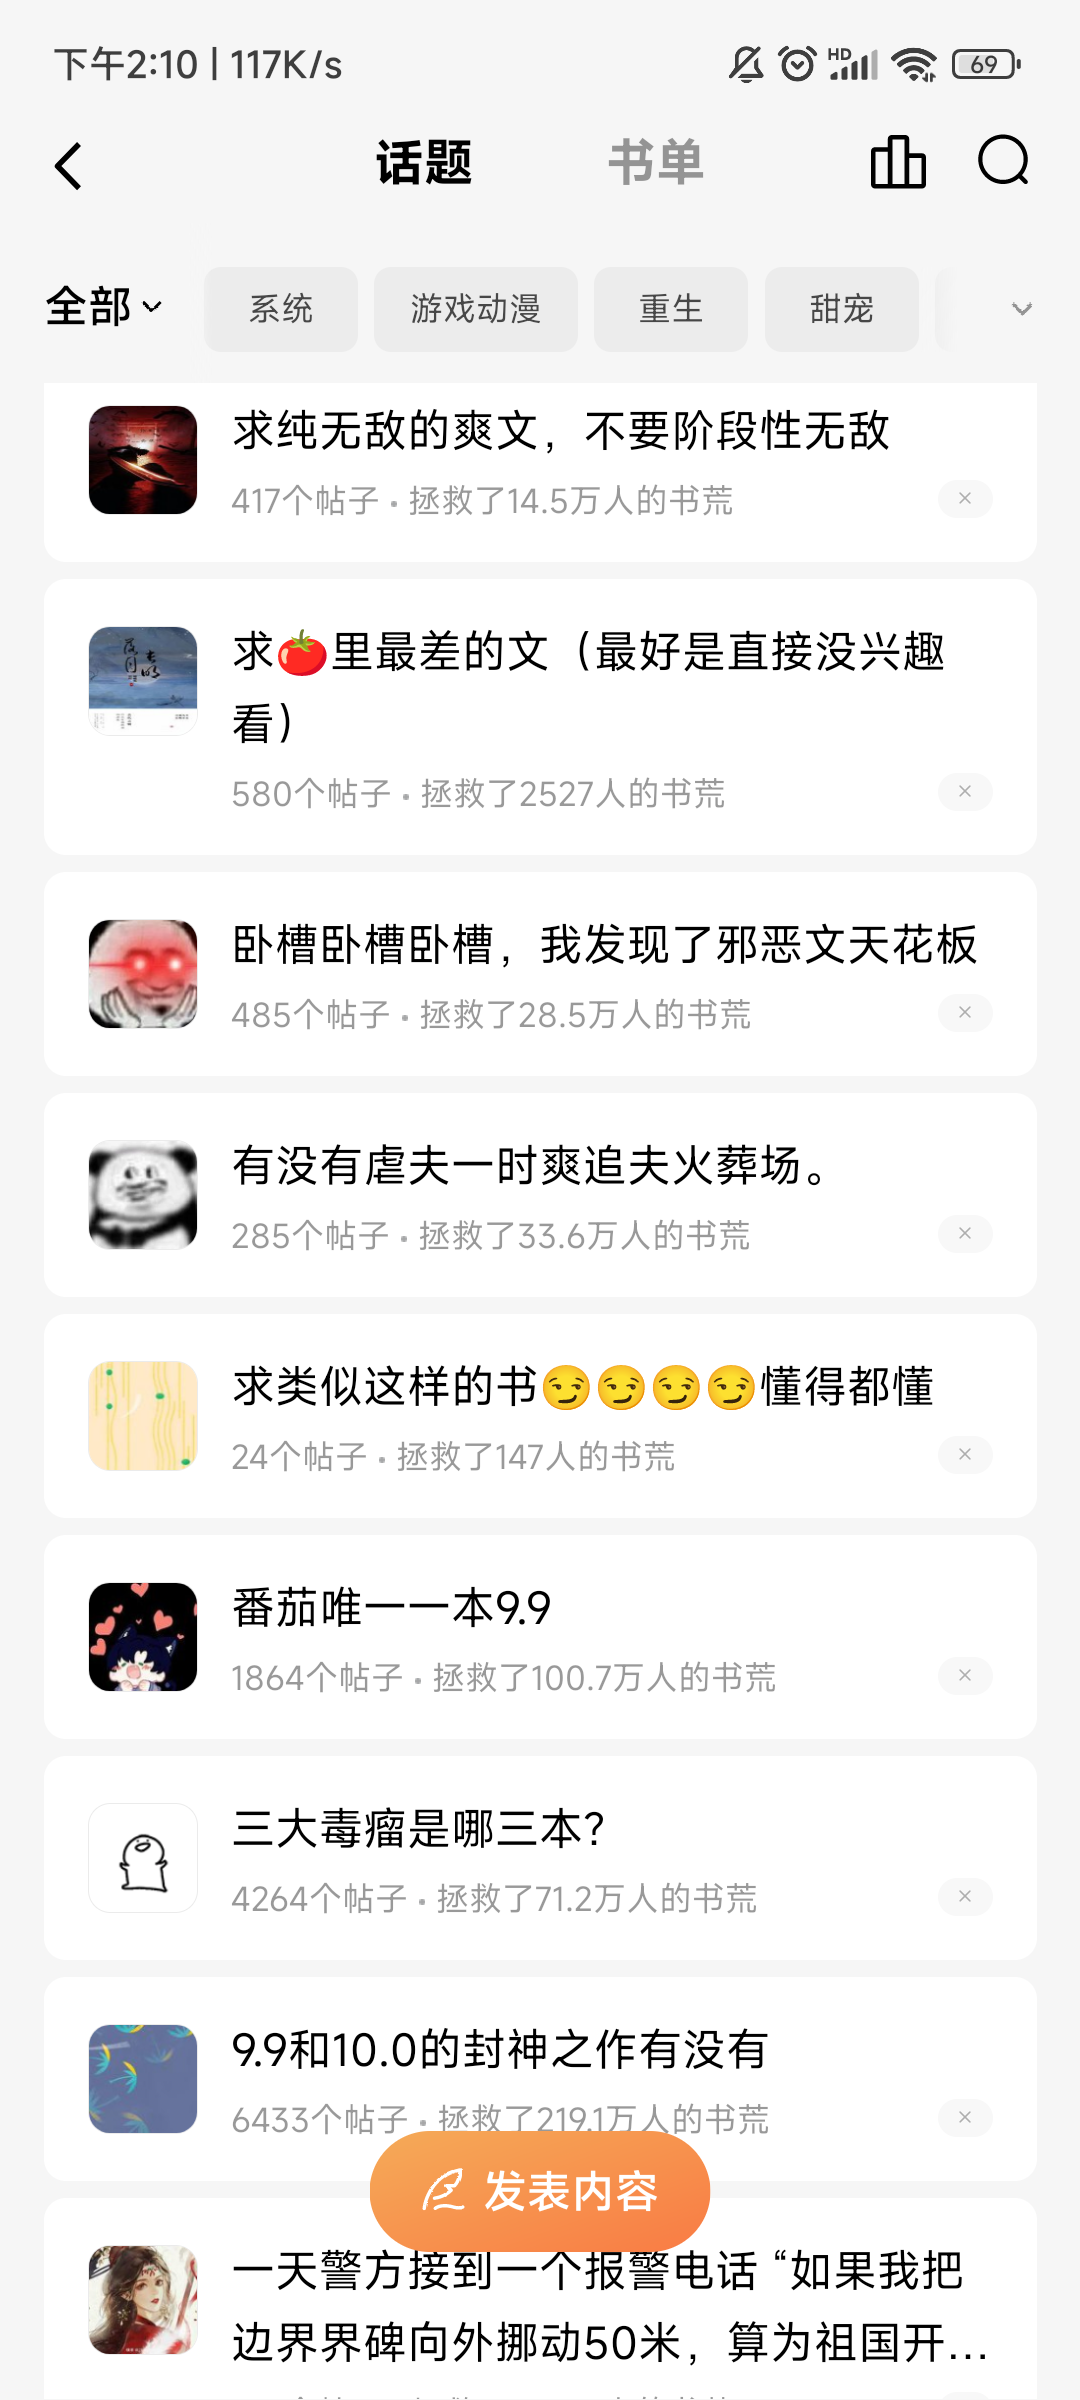 下午2:10 | 117K/s
HD
69
话题 书单
全部 系统 游戏动漫 重生 甜宠
求纯无敌的爽文，不要阶段性无敌
417个帖子·拯救了14.5万人的书荒
求🍅里最差的文（最好是直接没兴趣
看）
580个帖子·拯救了2527人的书荒
卧槽卧槽卧槽，我发现了邪恶文天花板
485个帖子·拯救了28.5万人的书荒
有没有虐夫一时爽追夫火葬场。
285个帖子·拯救了33.6万人的书荒
求类似这样的书😏😏😏😏懂得都懂
24个帖子·拯救了147人的书荒
番茄唯一一本9.9
1864个帖子·拯救了100.7万人的书荒
三大毒瘤是哪三本?
4264个帖子·拯救了71.2万人的书荒
9.9和10.0的封神之作有没有
6433个帖子·拯救了219.1万人的书荒
发表内容
一天警方接到一个报警电话 “如果我把
边界界碑向外挪动50米，算为祖国开...